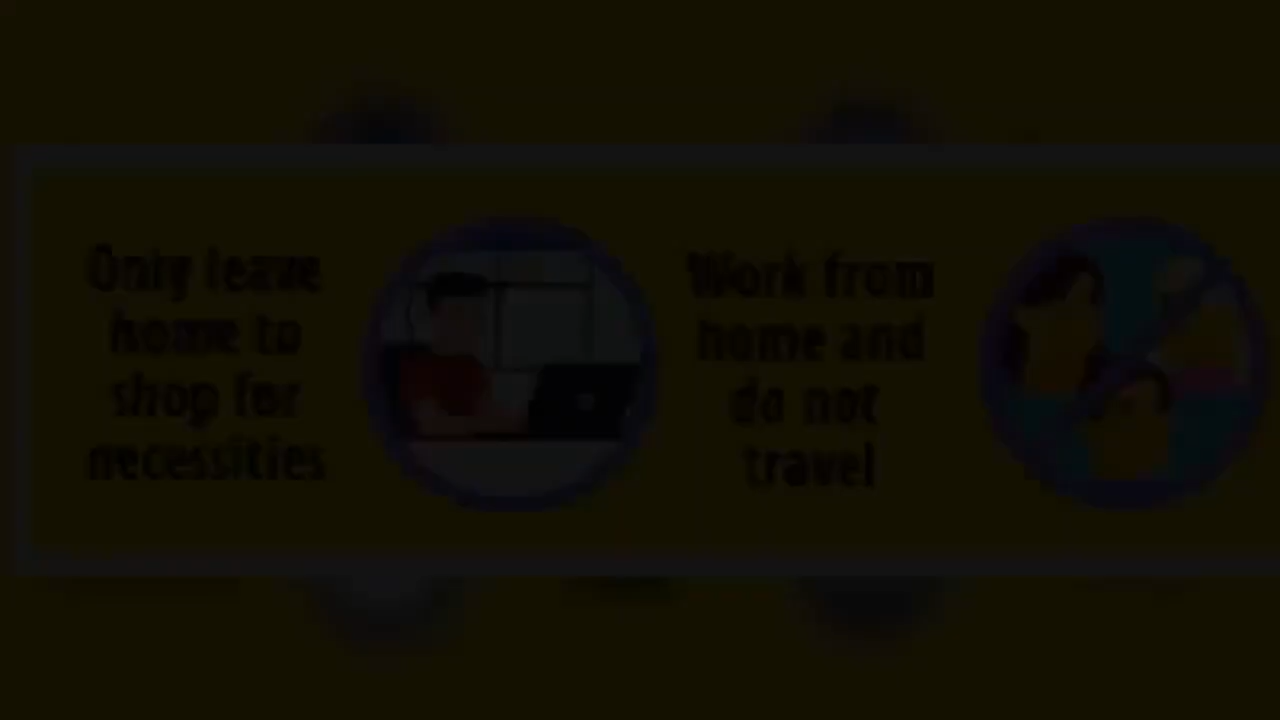 Only leave
home to
shop for
necessities
Work from
home and
do not
travel